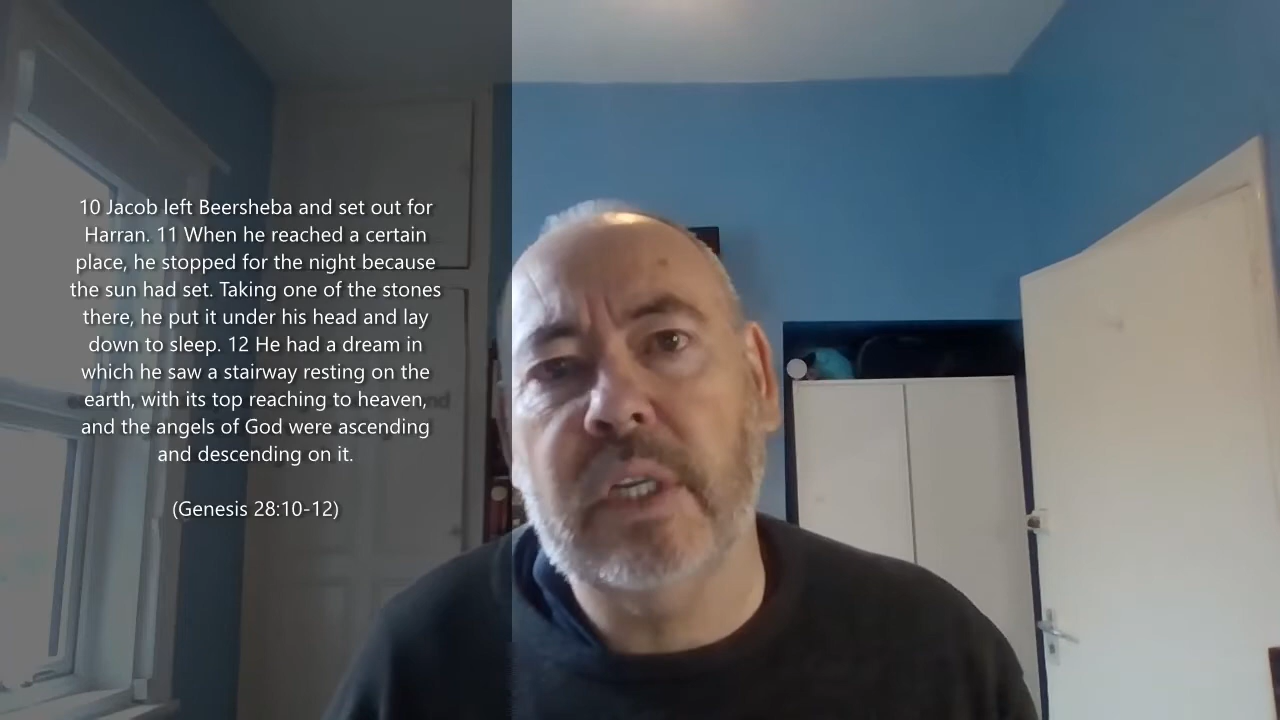 10 Jacob left Beersheba and set out for
Harran. 11 When he reached a certain
place, he stopped for the night because
the sun had set. Taking one of the stones
there, he put it under his head and lay
down to sleep. 12 He had a dream in
which he saw a stairway resting on the
earth, with its top reaching to heaven,
and the angels of God were ascending
and descending on it.
(Genesis 28:10-12)